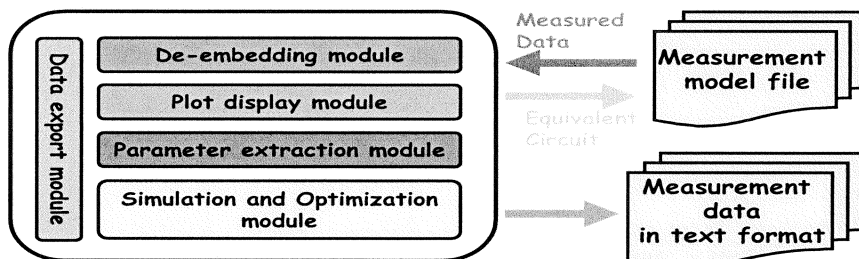 Data export module
De-embedding module
Plot display module
Parameter extraction module
Simulation and Optimization
module
Measured
Data
Equivalent
Circuit
Measurement
model file
Measurement
data
in text format